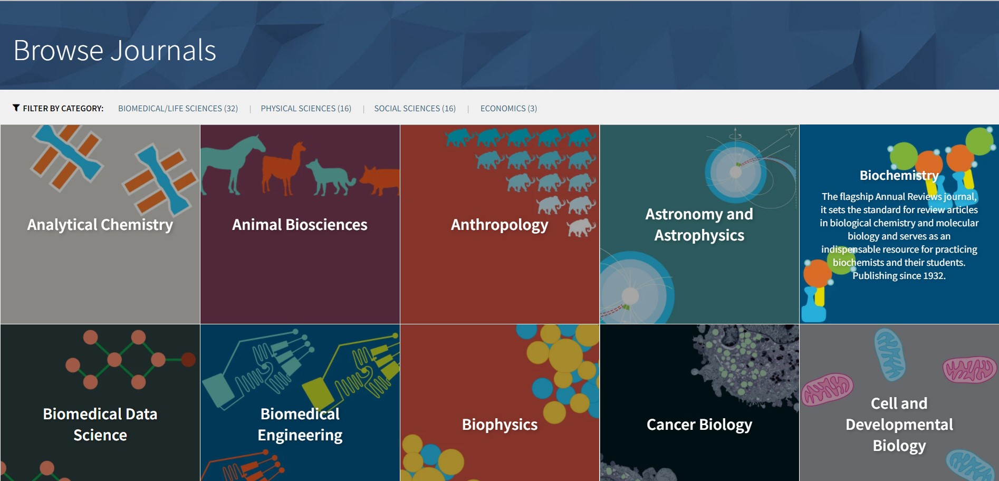 Browse Journals
FILTER BY CATEGORY: BIOMEDICAL/LIFE SCIENCES (32) | PHYSICAL SCIENCES (16) | SOCIAL SCIENCES (16) | ECONOMICS (3)
Analytical Chemistry
Animal Biosciences
Anthropology
Astronomy and
Astrophysics
Biochemistry
The flagship Annual Reviews journal,
it sets the standard for review articles
in biological chemistry and molecular
biology and serves as an
indispensable resource for practicing
biochemists and their students.
Publishing since 1932.
Biomedical Data
Science
Biomedical
Engineering
Biophysics
Cancer Biology
Cell and
Developmental
Biology